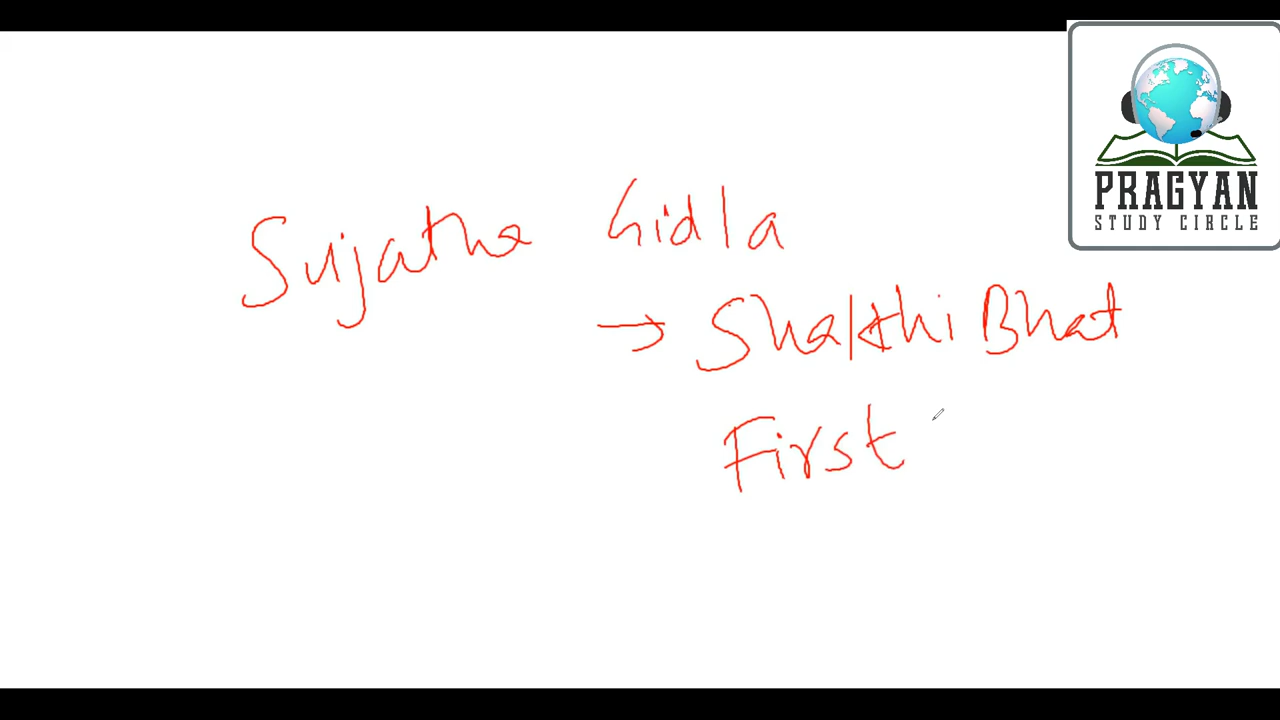 PRAGYAN
STUDY CIRCLE
Sujatha Gidla
→ Shakthi Bhat
First